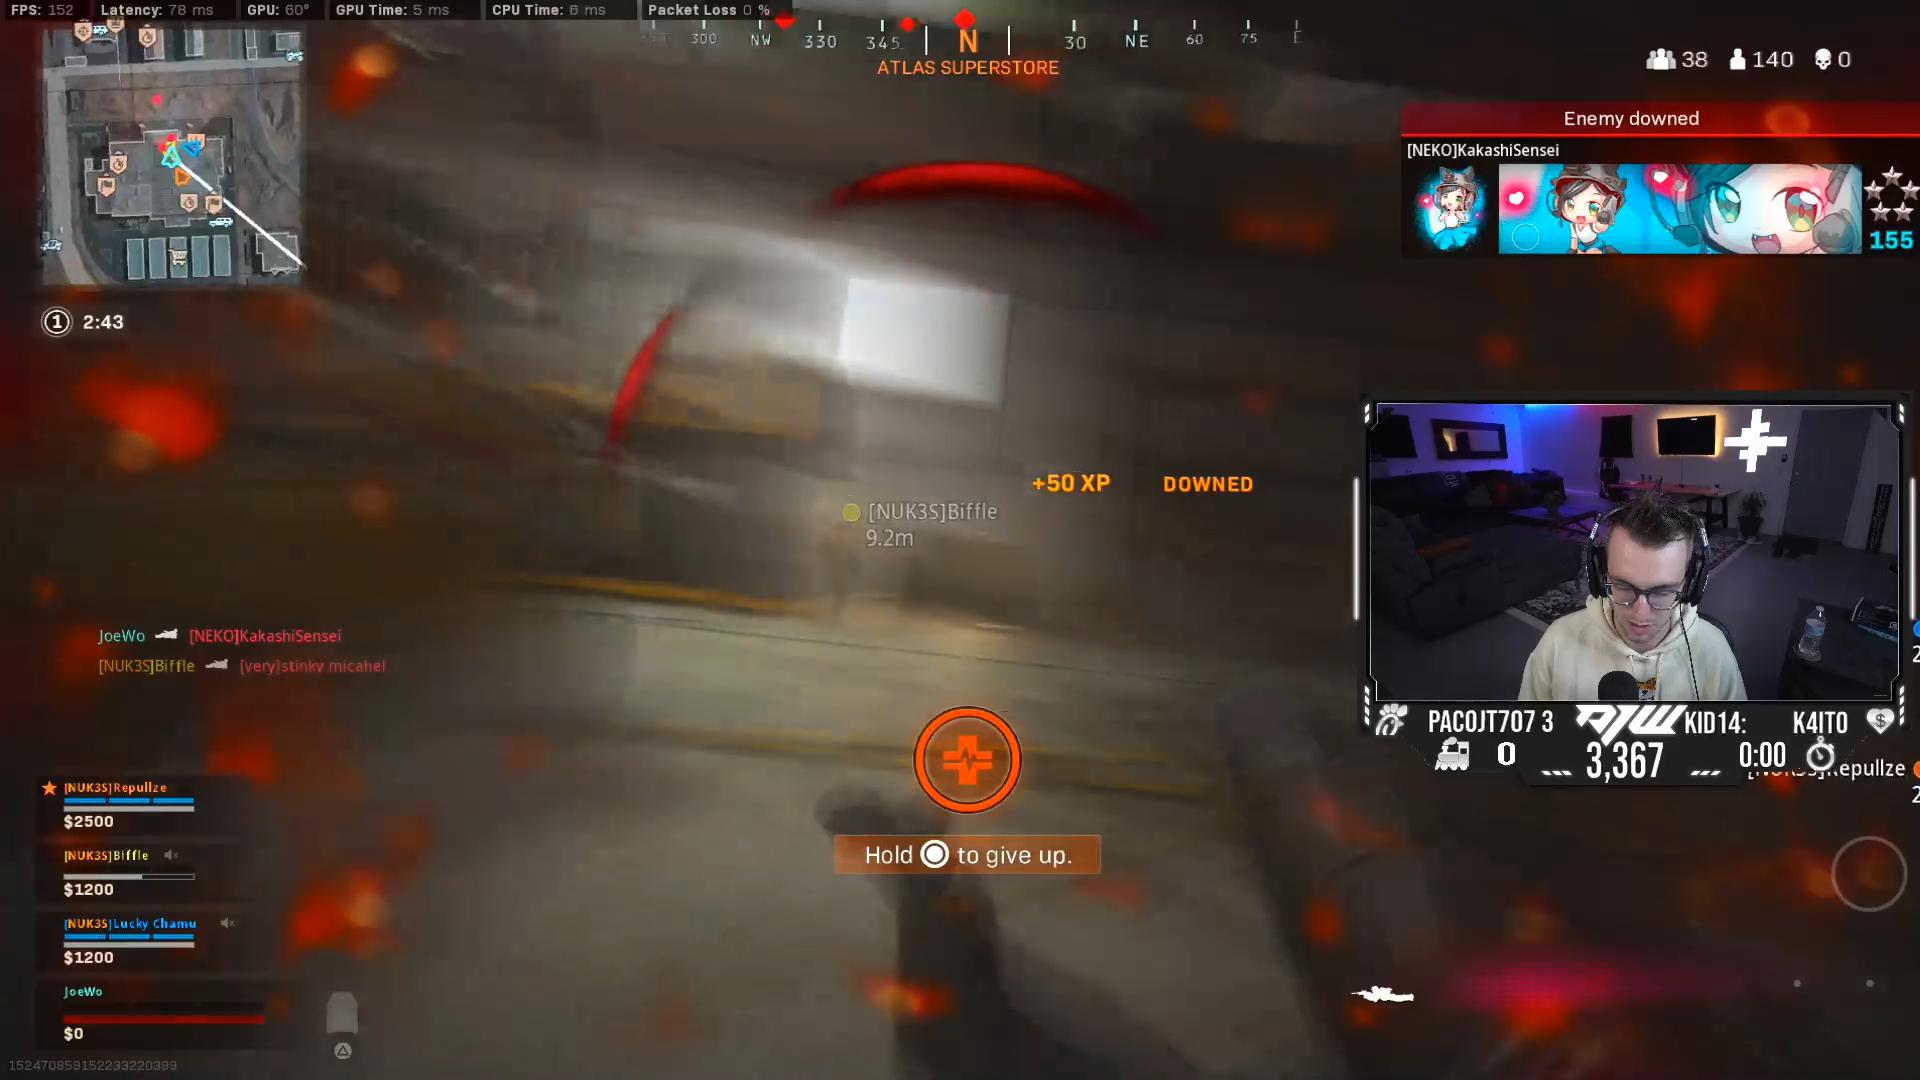 FPS: 152 Latency: 78 ms GPU: 60° GPU Time: 5 ms CPU Time: 6 ms Packet Loss 0 %
300 NW 330 345 N 30 NE 60 75 E
ATLAS SUPERSTORE
38 140 0
Enemy downed
[NEKO]KakashiSensei
155
1 2:43
+50 XP DOWNED
[NUK3S]Biffle
9.2m
JoeWo [NEKO]KakashiSensei
[NUK3S]Biffle [very]stinky micahel
PACOJT707 3 KID14: K4ITO
0 3,367 0:00
Repullze
[NUK3S]Repullze
$2500
[NUK3S]Biffle
$1200
[NUK3S]Lucky Chamu
$1200
JoeWo
$0
Hold to give up.
152470859152233220399